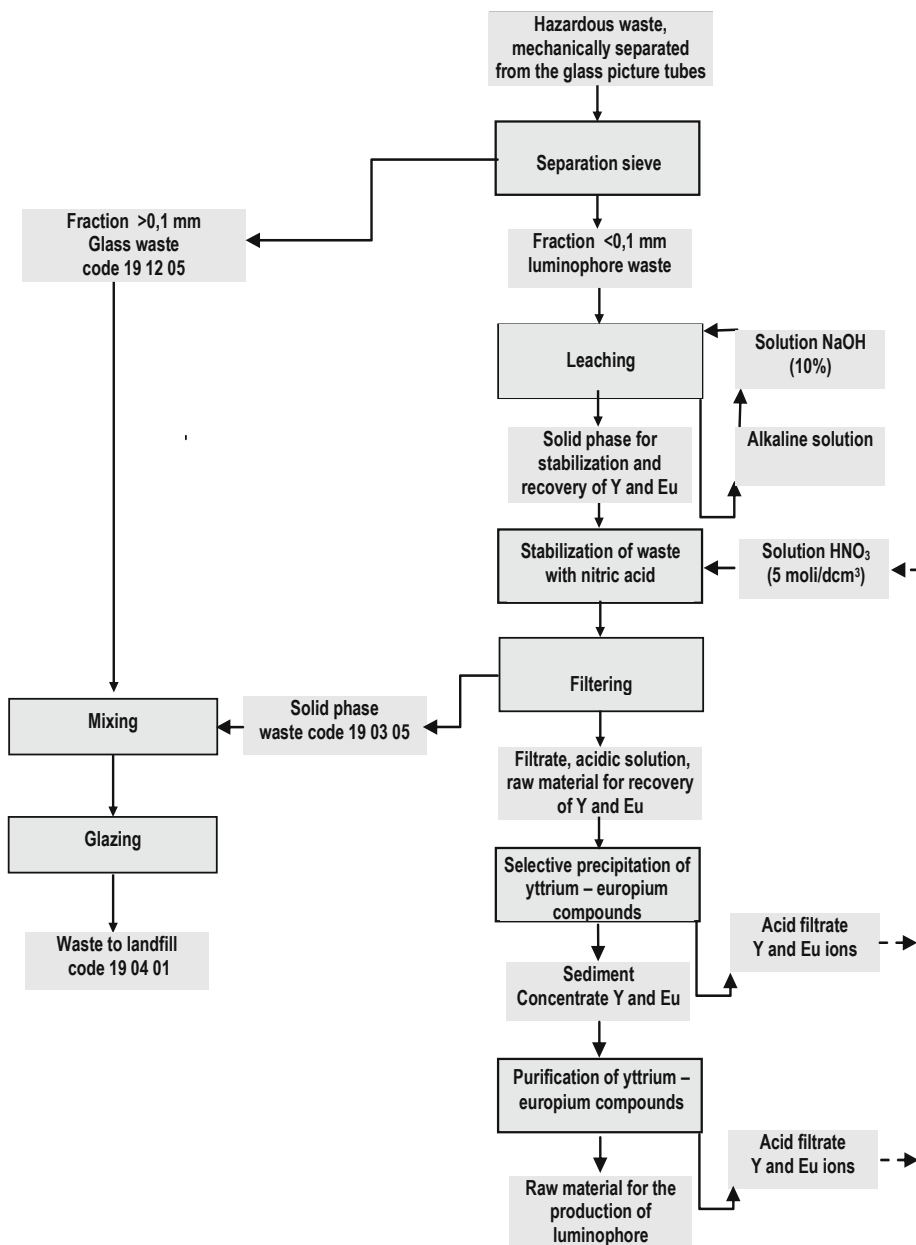 Hazardous waste,
mechanically separated
from the glass picture tubes
Separation sieve
Fraction >0,1 mm
Glass waste
code 19 12 05
Fraction <0,1 mm
luminophore waste
Leaching
Solution NaOH
(10%)
Solid phase for
stabilization and
recovery of Y and Eu
Alkaline solution
Stabilization of waste
with nitric acid
Solution HNO₃
(5 moli/dcm³)
Filtering
Solid phase
waste code 19 03 05
Mixing
Filtrate, acidic solution,
raw material for recovery
of Y and Eu
Glazing
Selective precipitation of
yttrium – europium
compounds
Waste to landfill
code 19 04 01
Acid filtrate
Y and Eu ions
Sediment
Concentrate Y and Eu
Purification of yttrium –
europium compounds
Acid filtrate
Y and Eu ions
Raw material for the
production of
luminophore